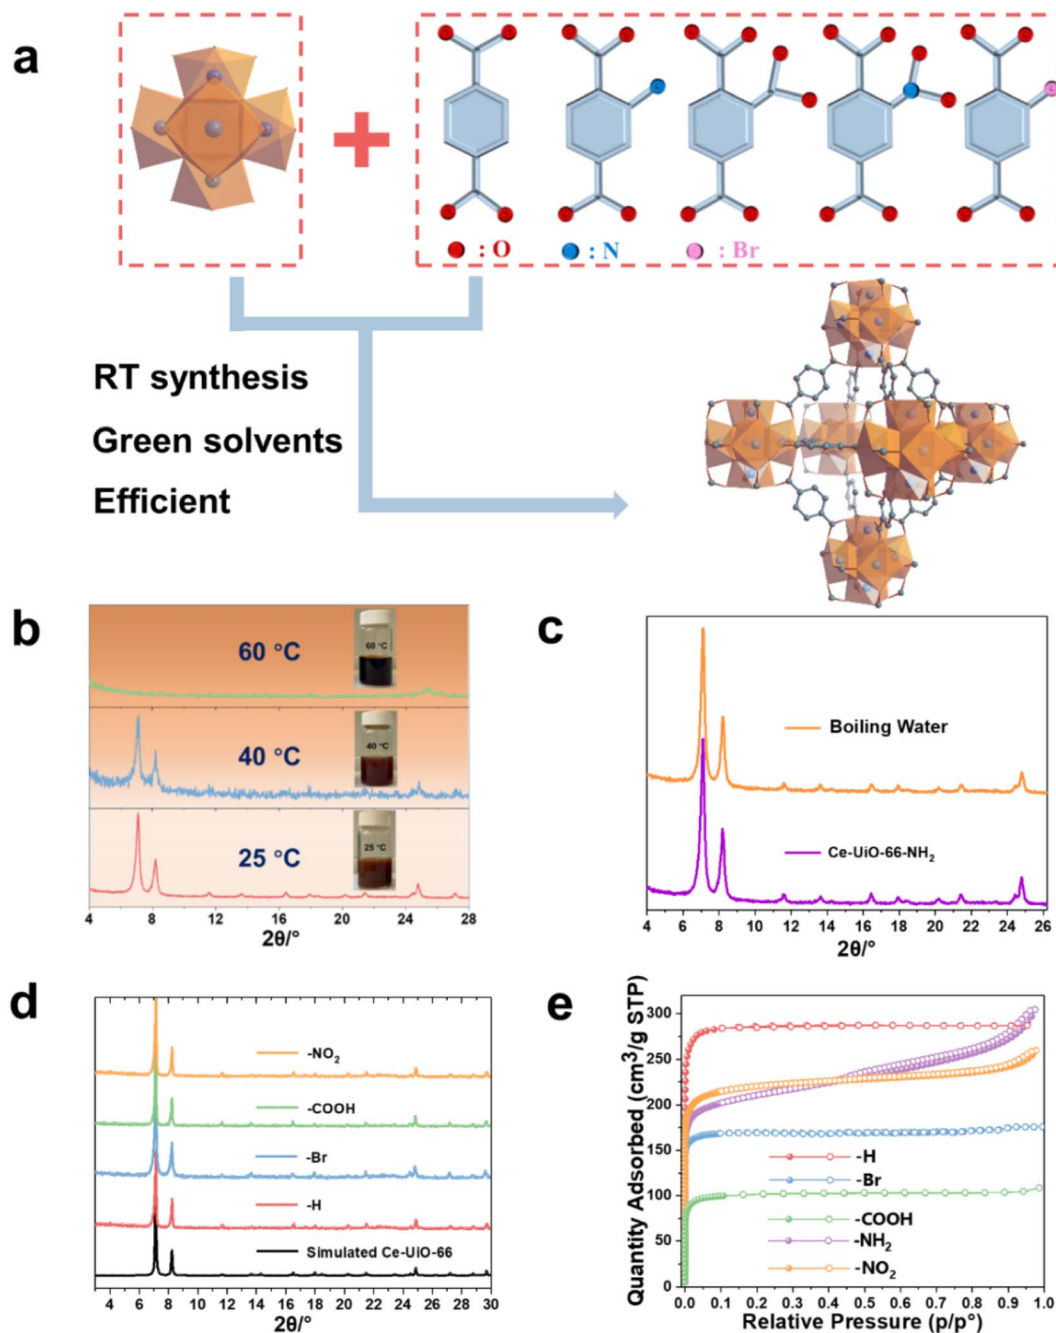 a
: O
: N
: Br
RT synthesis
Green solvents
Efficient
b
60 °C
60 °C
40 °C
40 °C
25 °C
25 °C
4 8 12 16 20 24 28
2θ/°
c
Boiling Water
Ce-UiO-66-NH₂
4 6 8 10 12 14 16 18 20 22 24 26
2θ/°
d
-NO₂
-COOH
-Br
-H
Simulated Ce-UiO-66
4 6 8 10 12 14 16 18 20 22 24 26 28 30
2θ/°
e
Quantity Adsorbed (cm³/g STP)
300
250
200
150
100
50
0
-H
-Br
-COOH
-NH₂
-NO₂
0.0 0.1 0.2 0.3 0.4 0.5 0.6 0.7 0.8 0.9 1.0
Relative Pressure (p/p°)